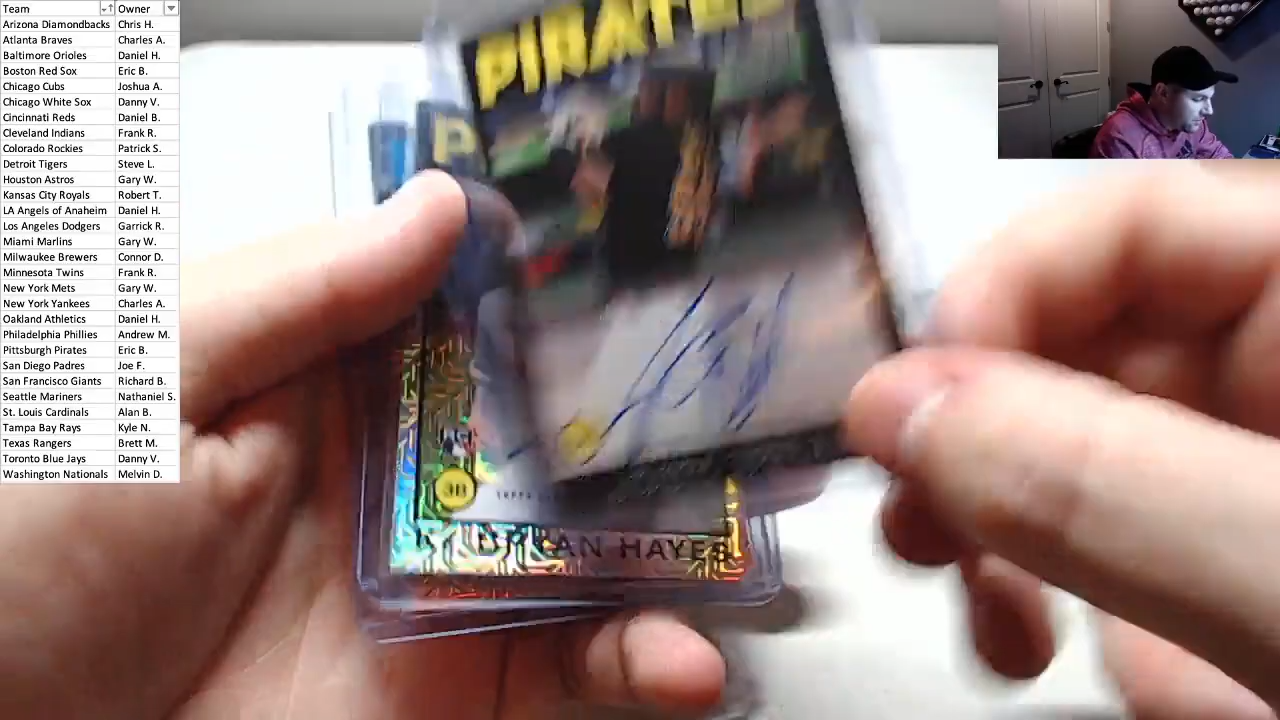 Team Owner
Arizona Diamondbacks Chris H.
Atlanta Braves Charles A.
Baltimore Orioles Daniel H.
Boston Red Sox Eric B.
Chicago Cubs Joshua A.
Chicago White Sox Danny V.
Cincinnati Reds Daniel B.
Cleveland Indians Frank R.
Colorado Rockies Patrick S.
Detroit Tigers Steve L.
Houston Astros Gary W.
Kansas City Royals Robert T.
LA Angels of Anaheim Daniel H.
Los Angeles Dodgers Garrick R.
Miami Marlins Gary W.
Milwaukee Brewers Connor D.
Minnesota Twins Frank R.
New York Mets Gary W.
New York Yankees Charles A.
Oakland Athletics Daniel H.
Philadelphia Phillies Andrew M.
Pittsburgh Pirates Eric B.
San Diego Padres Joe F.
San Francisco Giants Richard B.
Seattle Mariners Nathaniel S.
St. Louis Cardinals Alan B.
Tampa Bay Rays Kyle N.
Texas Rangers Brett M.
Toronto Blue Jays Danny V.
Washington Nationals Melvin D.
PIRATES
P
3B
HAYES